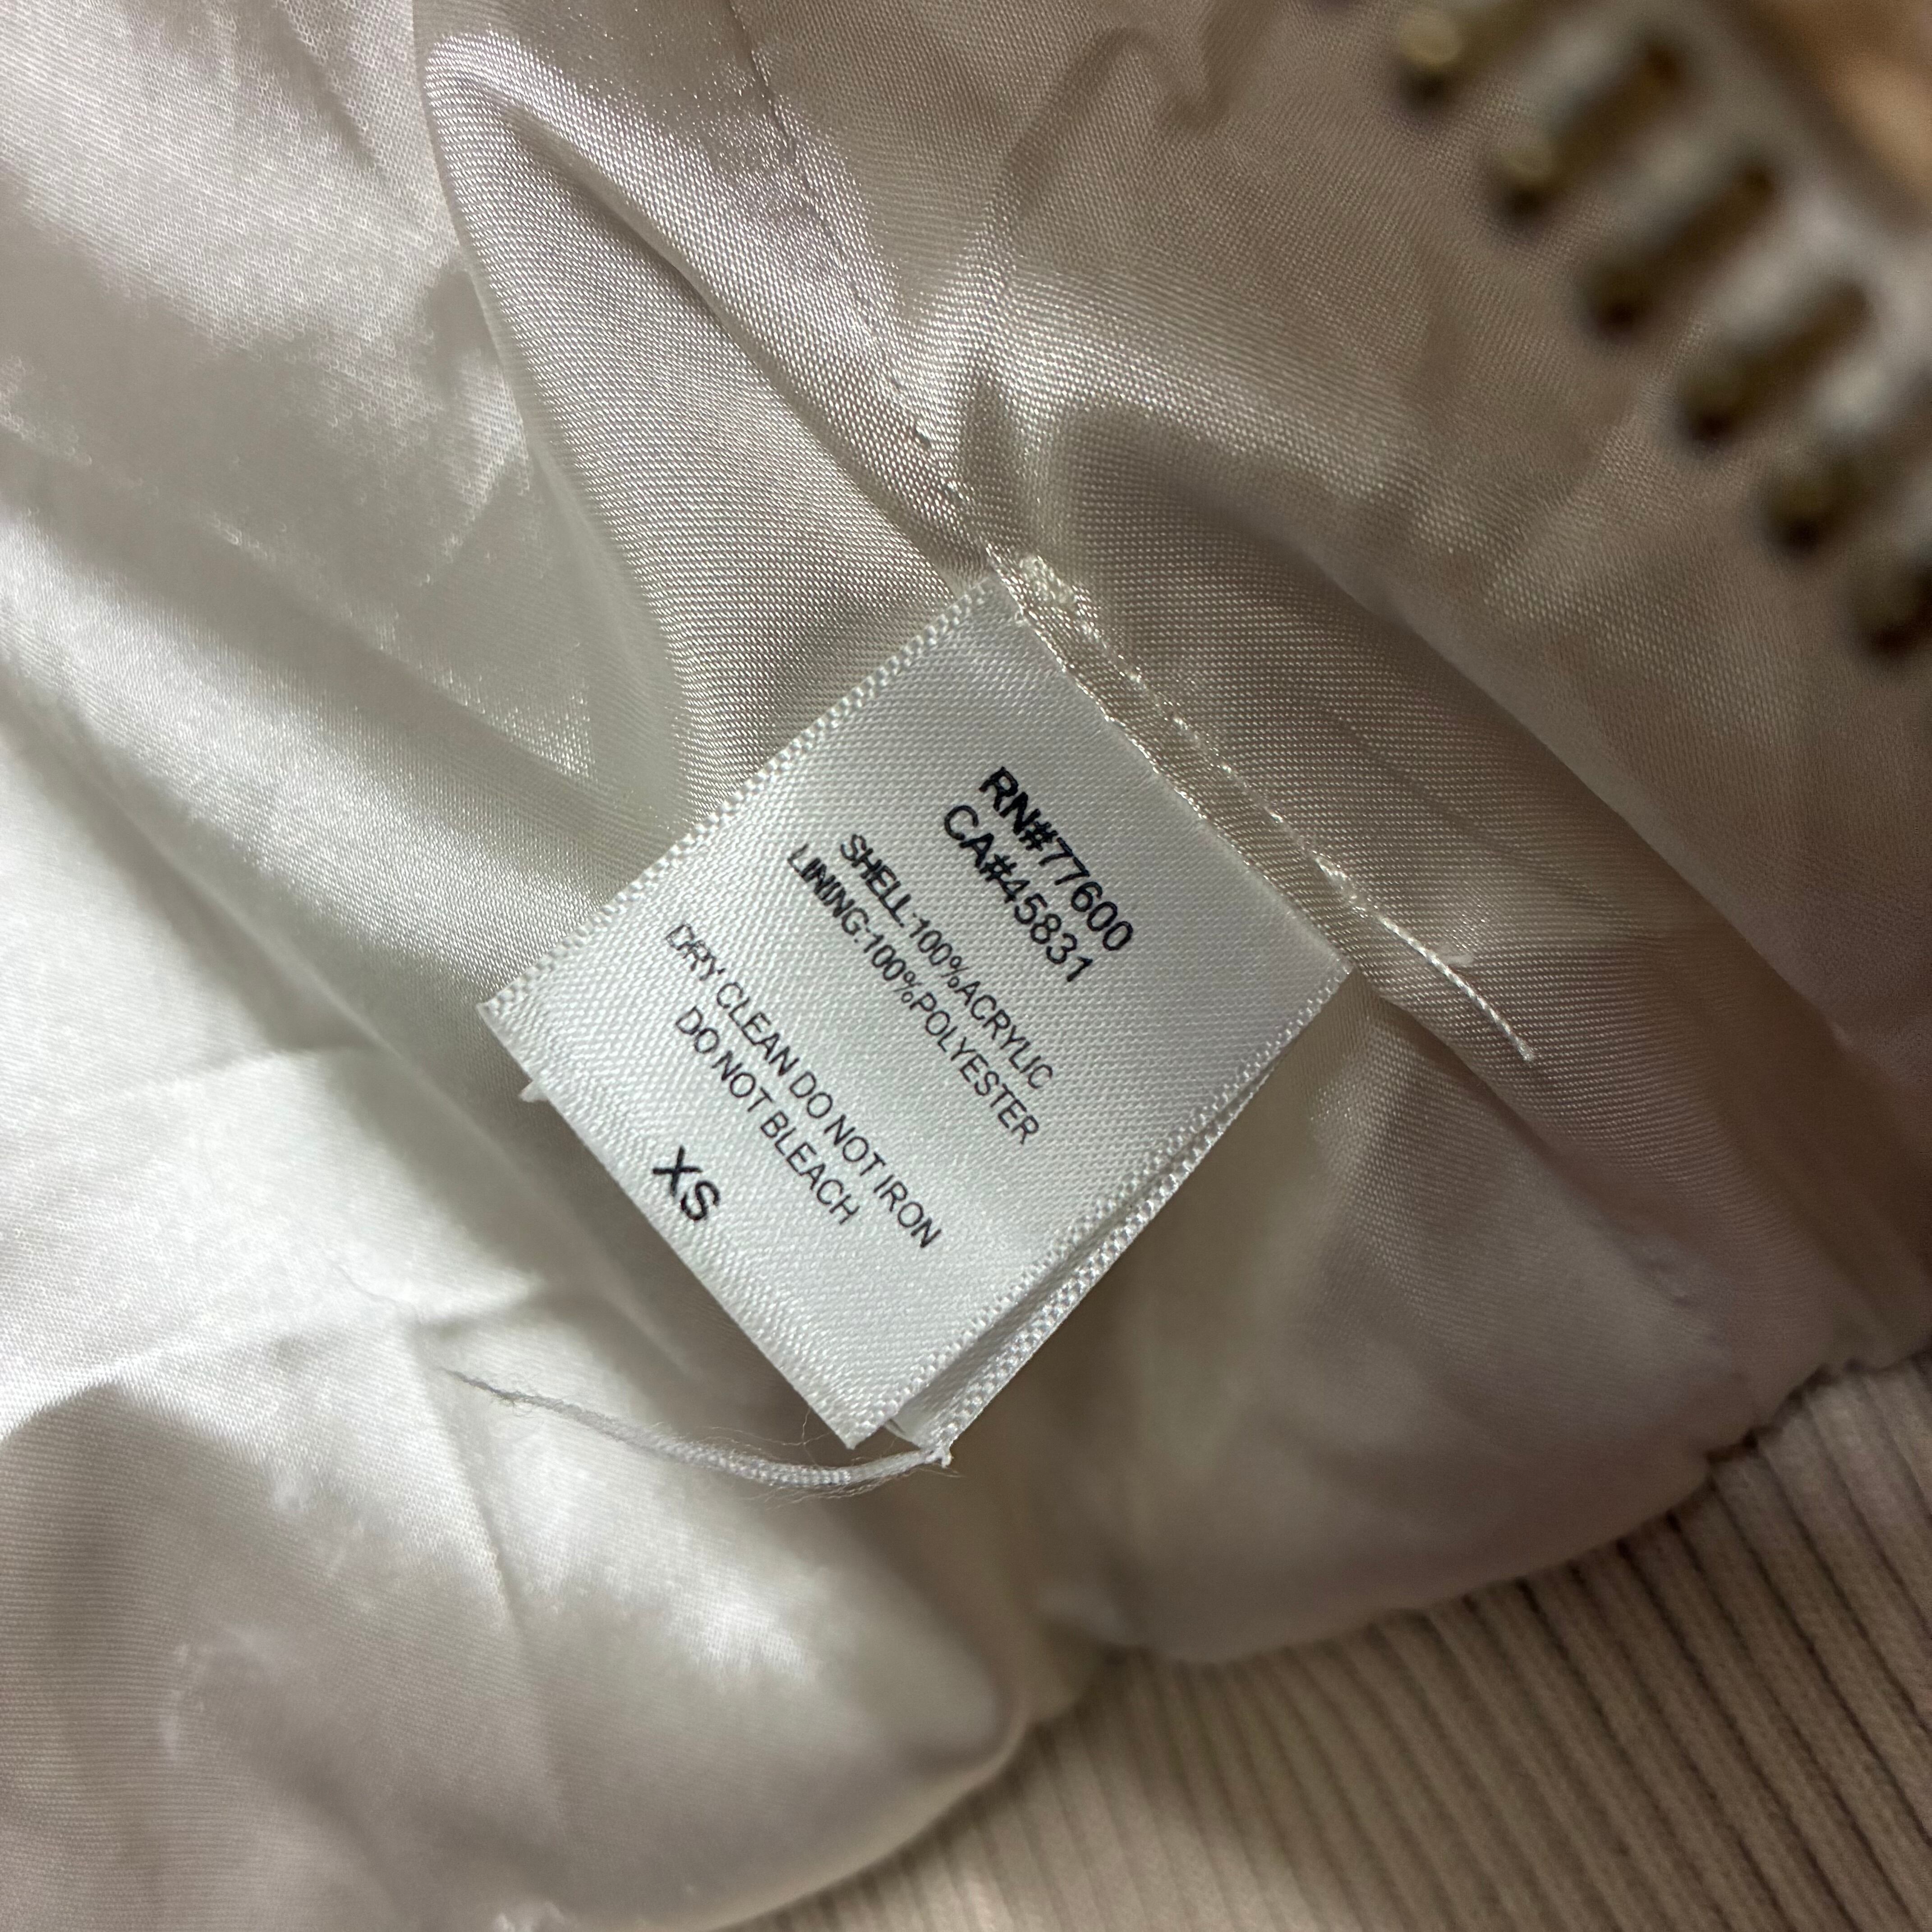 RN#77600
CA#45831
SHELL:100%ACRYLIC
LINING:100%POLYESTER
DRY CLEAN DO NOT IRON
DO NOT BLEACH
XS